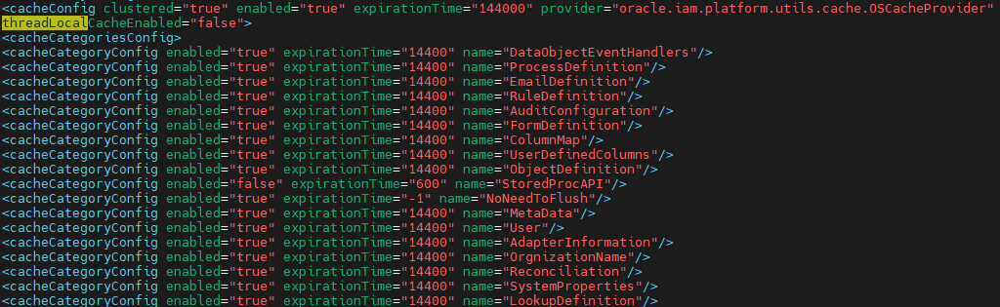 <cacheConfig clustered="true" enabled="true" expirationTime="144000" provider="oracle.iam.platform.utils.cache.OSCacheProvider"
threadLocalCacheEnabled="false">
<cacheCategoriesConfig>
<cacheCategoryConfig enabled="true" expirationTime="14400" name="DataObjectEventHandlers"/>
<cacheCategoryConfig enabled="true" expirationTime="14400" name="ProcessDefinition"/>
<cacheCategoryConfig enabled="true" expirationTime="14400" name="EmailDefinition"/>
<cacheCategoryConfig enabled="true" expirationTime="14400" name="RuleDefinition"/>
<cacheCategoryConfig enabled="true" expirationTime="14400" name="AuditConfiguration"/>
<cacheCategoryConfig enabled="true" expirationTime="14400" name="FormDefinition"/>
<cacheCategoryConfig enabled="true" expirationTime="14400" name="ColumnMap"/>
<cacheCategoryConfig enabled="true" expirationTime="14400" name="UserDefinedColumns"/>
<cacheCategoryConfig enabled="true" expirationTime="14400" name="ObjectDefinition"/>
<cacheCategoryConfig enabled="false" expirationTime="600" name="StoredProcAPI"/>
<cacheCategoryConfig enabled="true" expirationTime="-1" name="NoNeedToFlush"/>
<cacheCategoryConfig enabled="true" expirationTime="14400" name="MetaData"/>
<cacheCategoryConfig enabled="true" expirationTime="14400" name="User"/>
<cacheCategoryConfig enabled="true" expirationTime="14400" name="AdapterInformation"/>
<cacheCategoryConfig enabled="true" expirationTime="14400" name="OrgnizationName"/>
<cacheCategoryConfig enabled="true" expirationTime="14400" name="Reconciliation"/>
<cacheCategoryConfig enabled="true" expirationTime="14400" name="SystemProperties"/>
<cacheCategoryConfig enabled="true" expirationTime="14400" name="LookupDefinition"/>